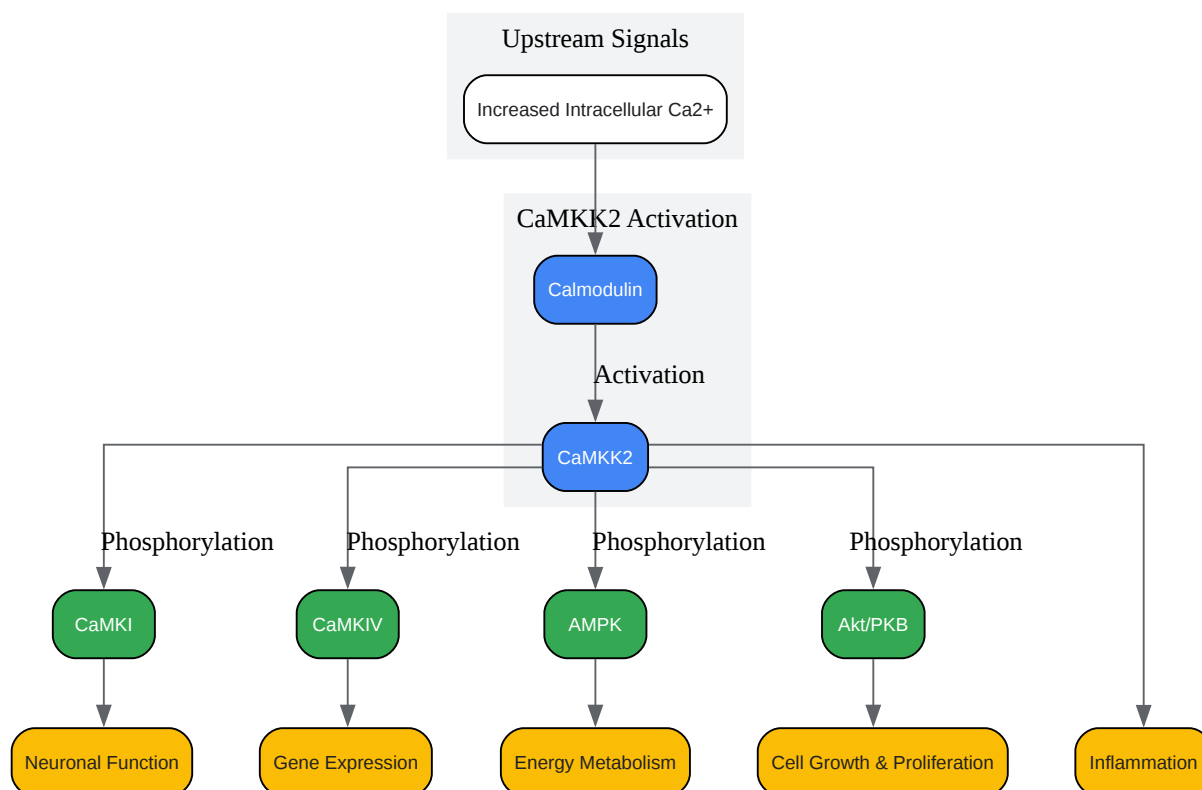 Upstream Signals
Increased Intracellular Ca2+
CaMKK2 Activation
Calmodulin
Activation
CaMKK2
Phosphorylation
Phosphorylation
Phosphorylation
Phosphorylation
CaMKI
CaMKIV
AMPK
Akt/PKB
Neuronal Function
Gene Expression
Energy Metabolism
Cell Growth & Proliferation
Inflammation